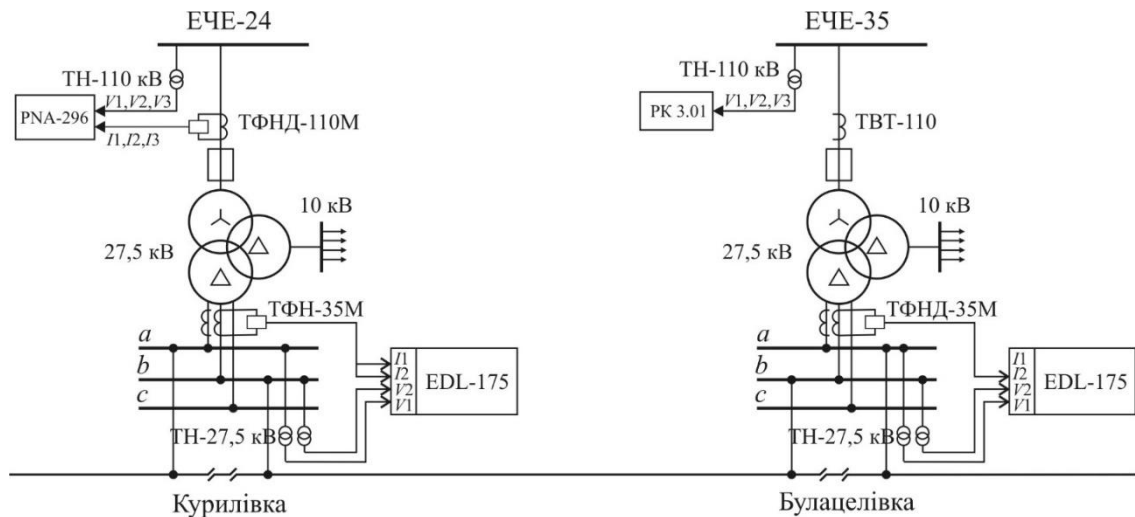 ЕЧЕ-24
ТН-110 кВ
V1,V2,V3
PNA-296
ТФНД-110М
I1,I2,I3
10 кВ
27,5 кВ
ТФН-35М
a
b
c
I1
I2
V2
V1
EDL-175
ТН-27,5 кВ
Курилівка
ЕЧЕ-35
ТН-110 кВ
V1,V2,V3
РК 3.01
ТВТ-110
10 кВ
27,5 кВ
ТФНД-35М
a
b
c
I1
I2
V2
V1
EDL-175
ТН-27,5 кВ
Булацелівка